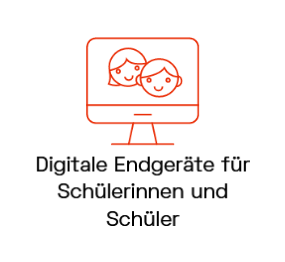 Digitale Endgeräte für
Schülerinnen und
Schüler